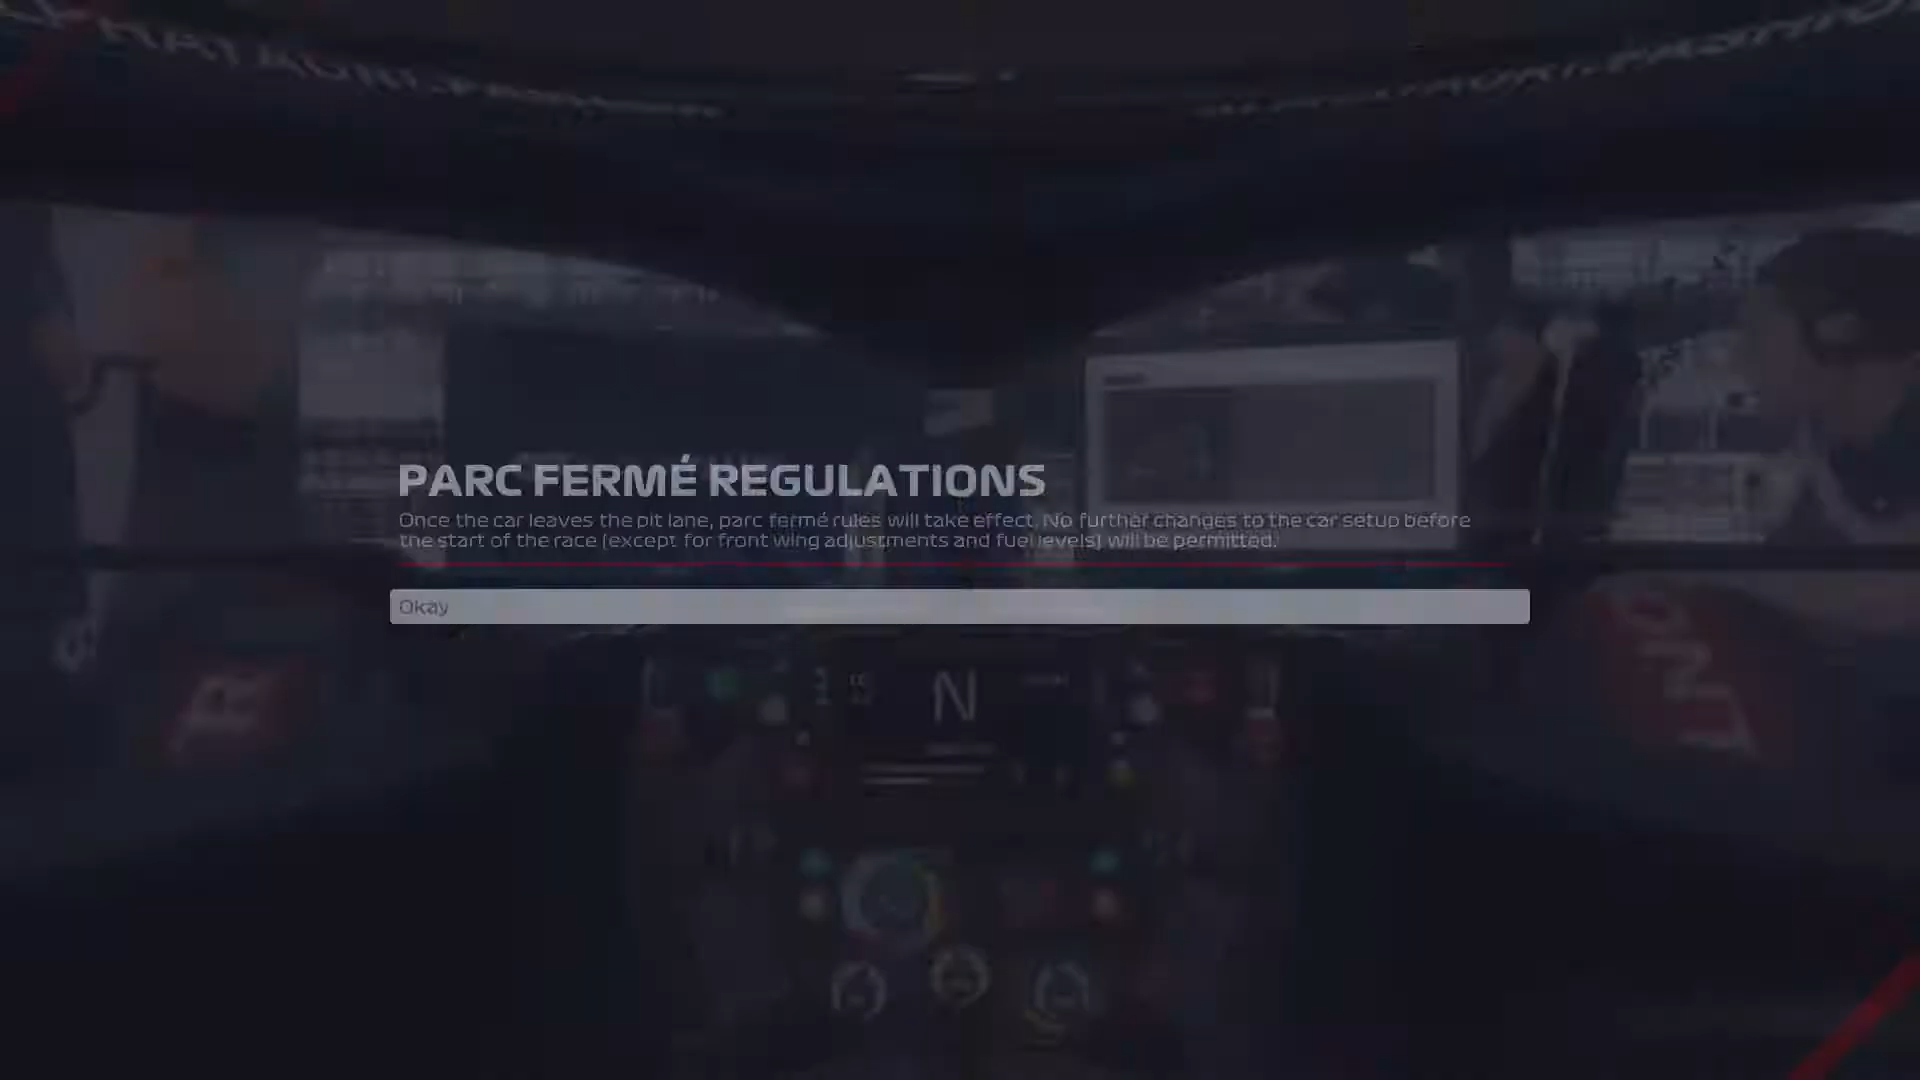 PARC FERMÉ REGULATIONS
Once the car leaves the pit lane, parc fermé rules will take effect. No further changes to the car setup before
the start of the race (except for front wing adjustments and fuel levels) will be permitted.
Okay
N